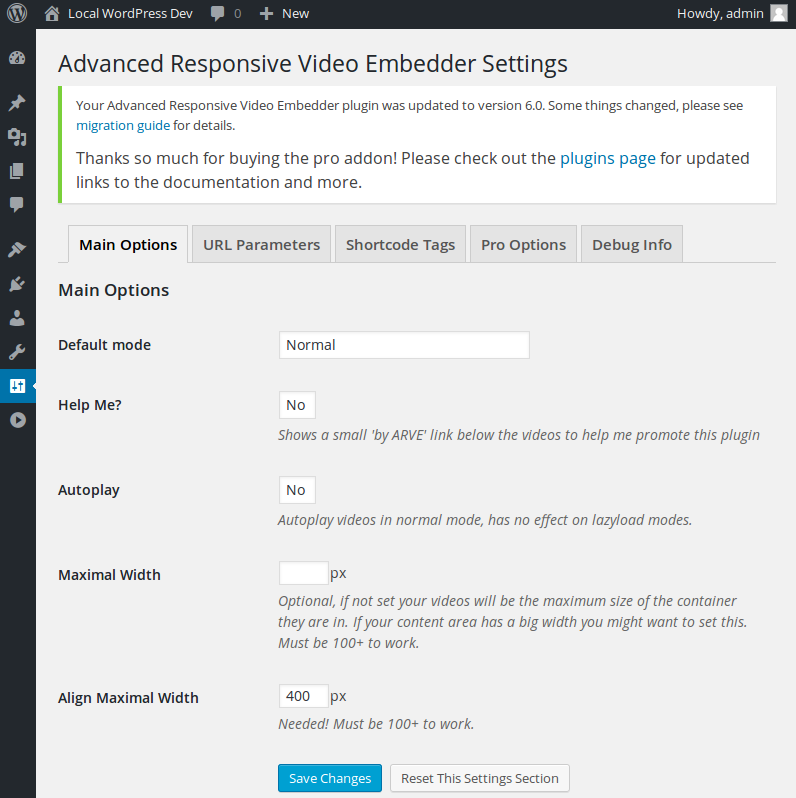 Local WordPress Dev 0 New Howdy, admin
Advanced Responsive Video Embedder Settings
Your Advanced Responsive Video Embedder plugin was updated to version 6.0. Some things changed, please see
migration guide for details.
Thanks so much for buying the pro addon! Please check out the plugins page for updated
links to the documentation and more.
Main Options URL Parameters Shortcode Tags Pro Options Debug Info
Main Options
Default mode Normal
Help Me? No
Shows a small 'by ARVE' link below the videos to help me promote this plugin
Autoplay No
Autoplay videos in normal mode, has no effect on lazyload modes.
Maximal Width px
Optional, if not set your videos will be the maximum size of the container
they are in. If your content area has a big width you might want to set this.
Must be 100+ to work.
Align Maximal Width 400 px
Needed! Must be 100+ to work.
Save Changes Reset This Settings Section